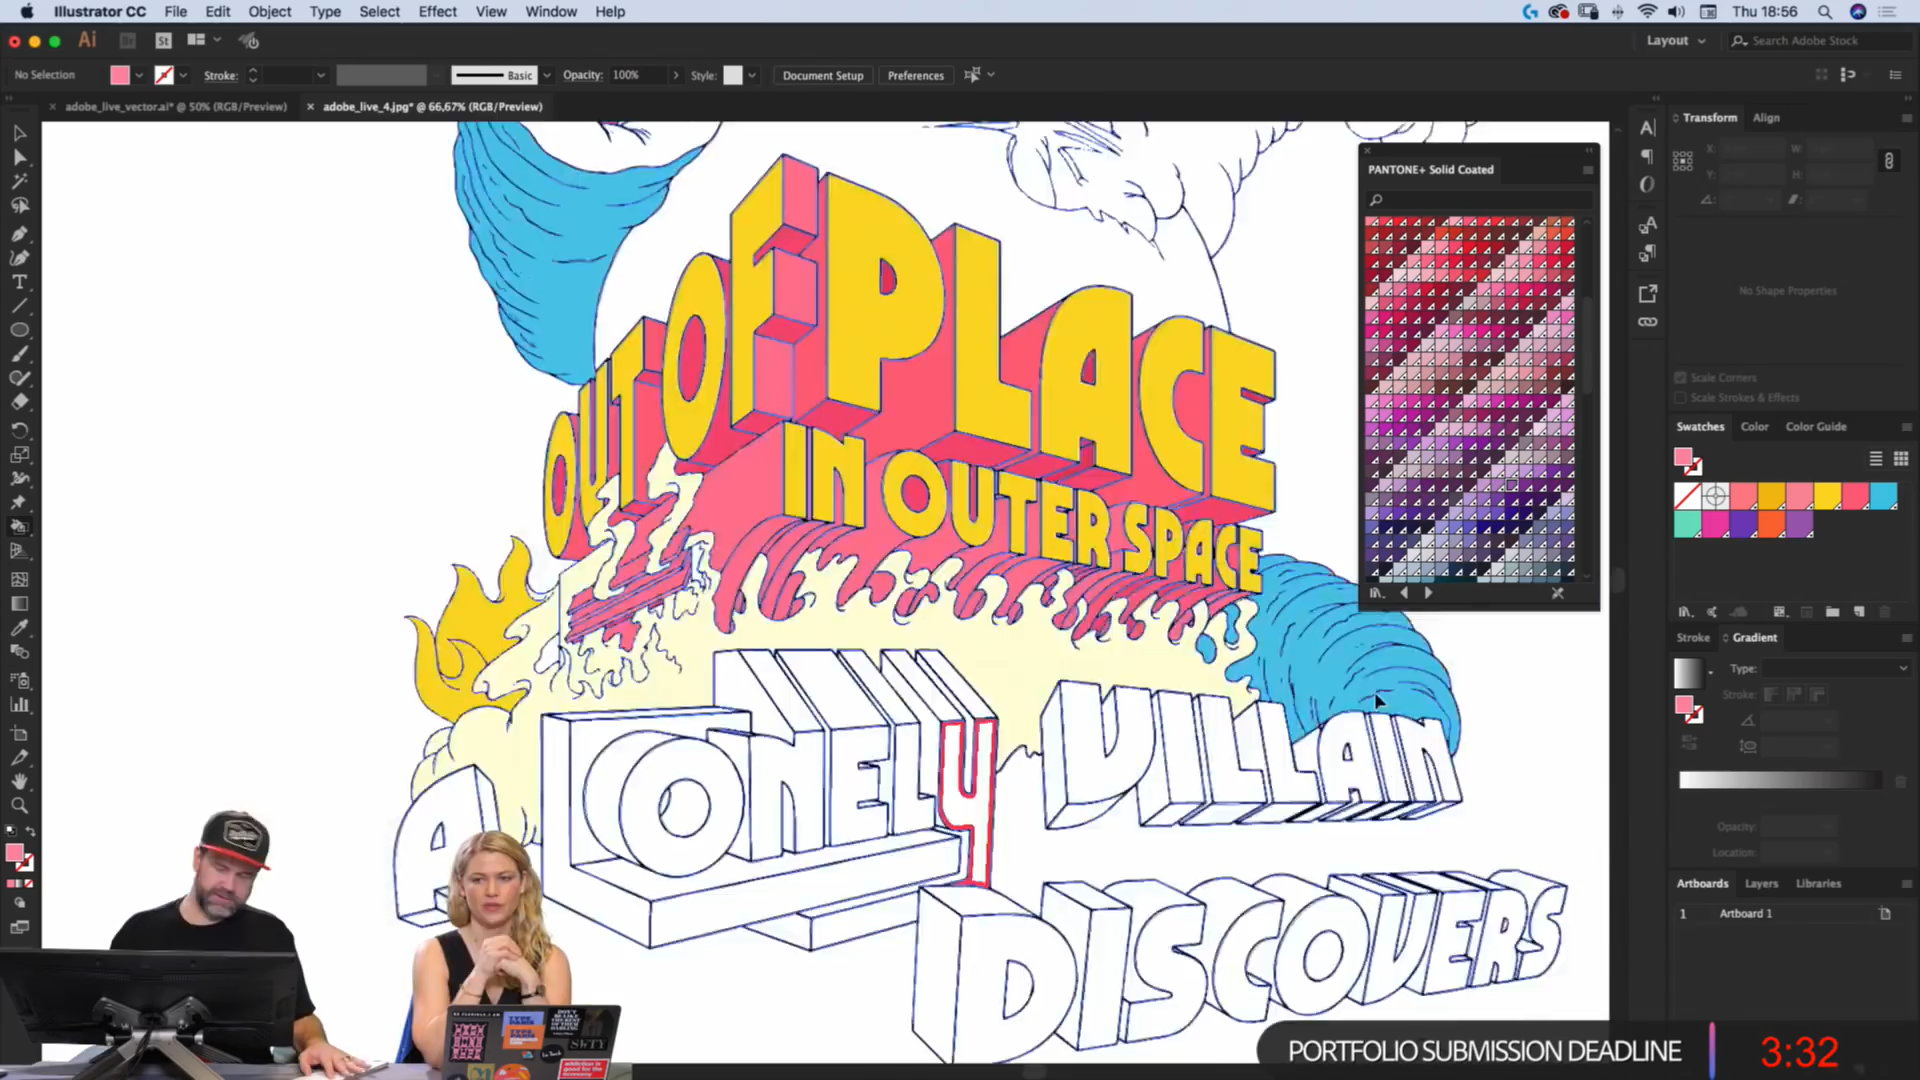 Illustrator CC File Edit Object Type Select Effect View Window Help
Thu 18:56
Ai Br St
Layout
Search Adobe Stock
No Selection
Stroke:
Basic
Opacity: 100%
Style:
Document Setup
Preferences
adobe_live_vector.ai* @ 50% (RGB/Preview)
adobe_live_4.jpg* @ 66,67% (RGB/Preview)
Transform Align
X: W:
Y: H:
PANTONE+ Solid Coated
No Shape Properties
Scale Corners
Scale Strokes & Effects
Swatches Color Color Guide
Stroke Gradient
Type:
Stroke:
Opacity:
Location:
Artboards Layers Libraries
1 Artboard 1
OUT OF PLACE
IN OUTER SPACE
A LONELY VILLAIN
DISCOVERS
PORTFOLIO SUBMISSION DEADLINE
3:32